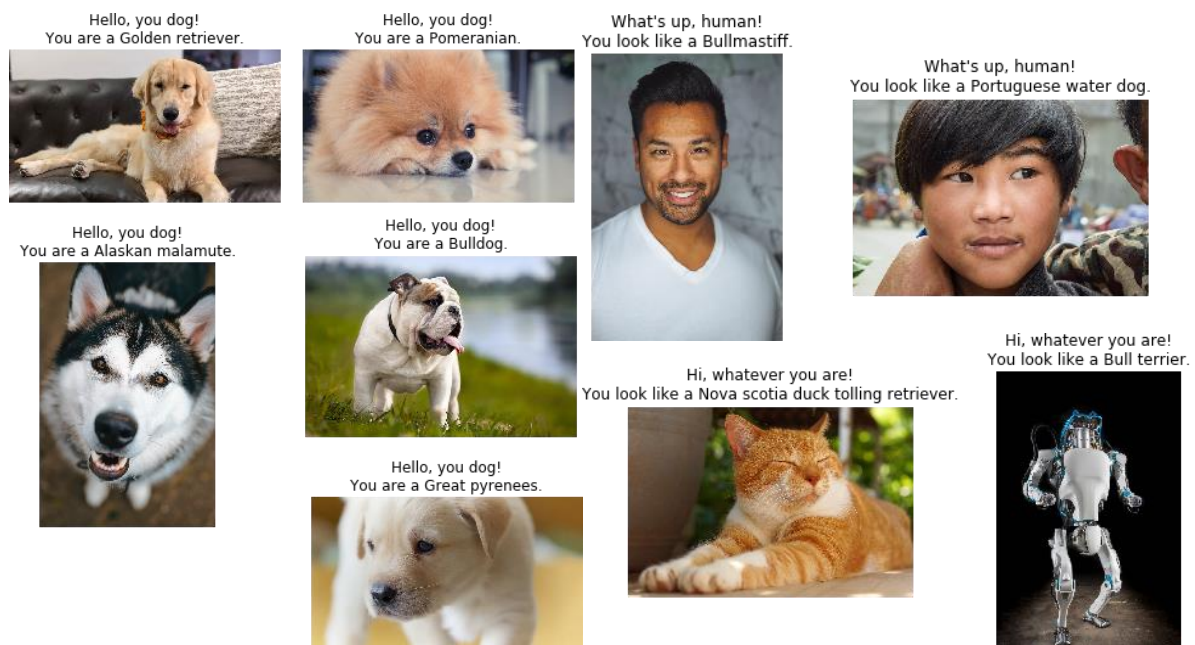 Hello, you dog!
You are a Golden retriever.
Hello, you dog!
You are a Pomeranian.
What's up, human!
You look like a Bullmastiff.
What's up, human!
You look like a Portuguese water dog.
Hello, you dog!
You are a Alaskan malamute.
Hello, you dog!
You are a Bulldog.
Hi, whatever you are!
You look like a Nova scotia duck tolling retriever.
Hi, whatever you are!
You look like a Bull terrier.
Hello, you dog!
You are a Great pyrenees.